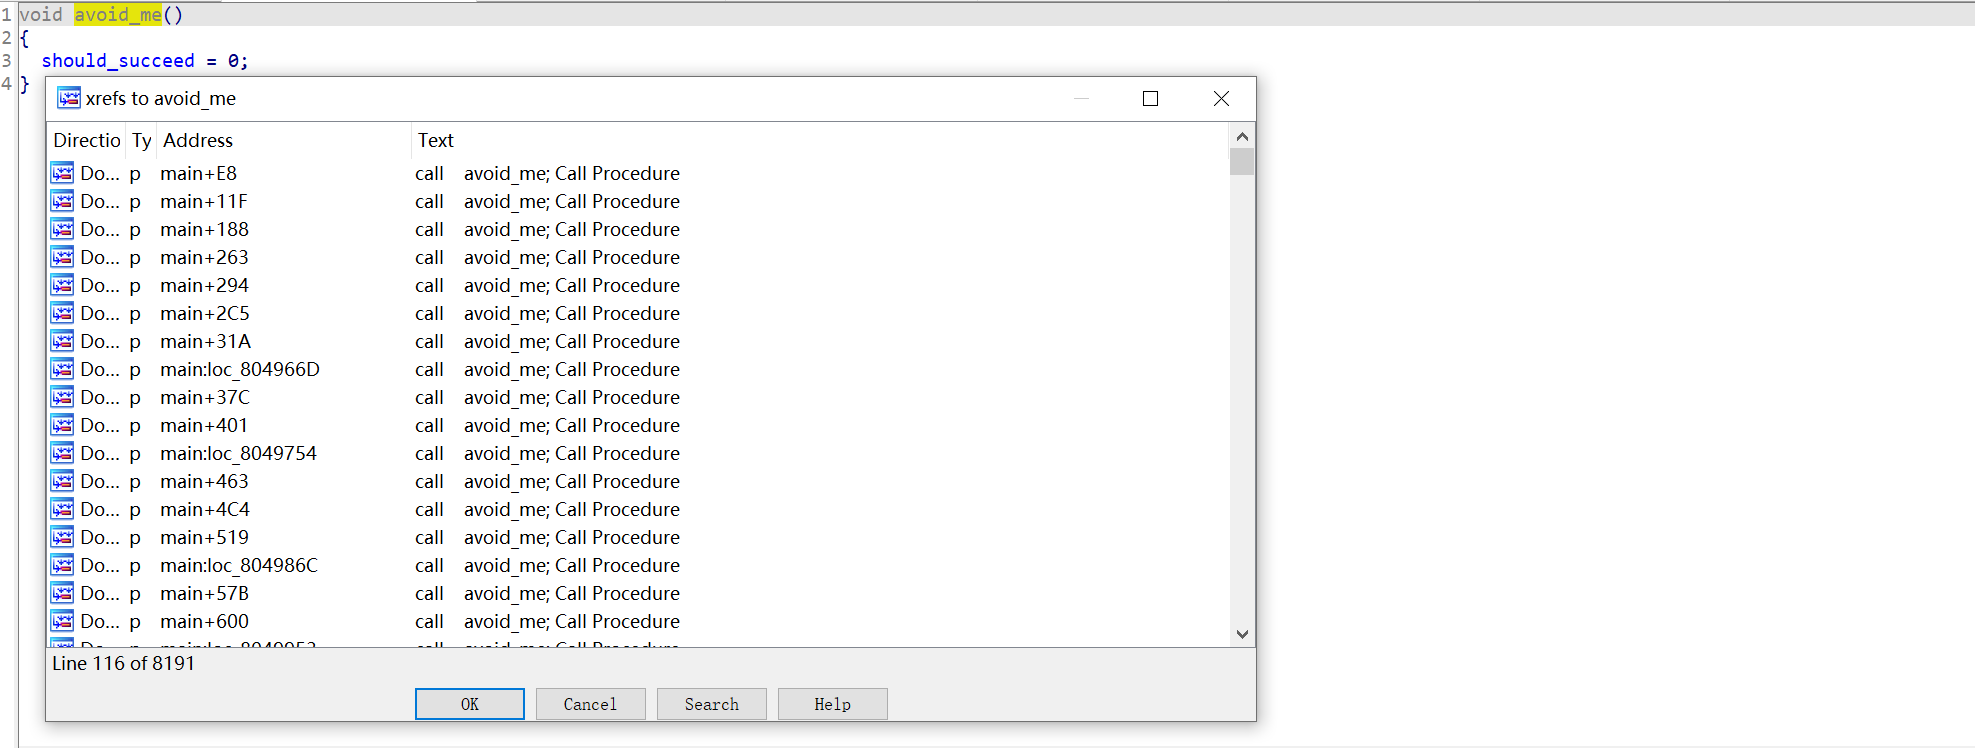 1 void avoid_me()
2 {
3 should_succeed = 0;
4 }
xrefs to avoid_me
Directio Ty Address Text
Do... p main+E8 call avoid_me; Call Procedure
Do... p main+11F call avoid_me; Call Procedure
Do... p main+188 call avoid_me; Call Procedure
Do... p main+263 call avoid_me; Call Procedure
Do... p main+294 call avoid_me; Call Procedure
Do... p main+2C5 call avoid_me; Call Procedure
Do... p main+31A call avoid_me; Call Procedure
Do... p main:loc_804966D call avoid_me; Call Procedure
Do... p main+37C call avoid_me; Call Procedure
Do... p main+401 call avoid_me; Call Procedure
Do... p main:loc_8049754 call avoid_me; Call Procedure
Do... p main+463 call avoid_me; Call Procedure
Do... p main+4C4 call avoid_me; Call Procedure
Do... p main+519 call avoid_me; Call Procedure
Do... p main:loc_804986C call avoid_me; Call Procedure
Do... p main+57B call avoid_me; Call Procedure
Do... p main+600 call avoid_me; Call Procedure
Line 116 of 8191
OK Cancel Search Help